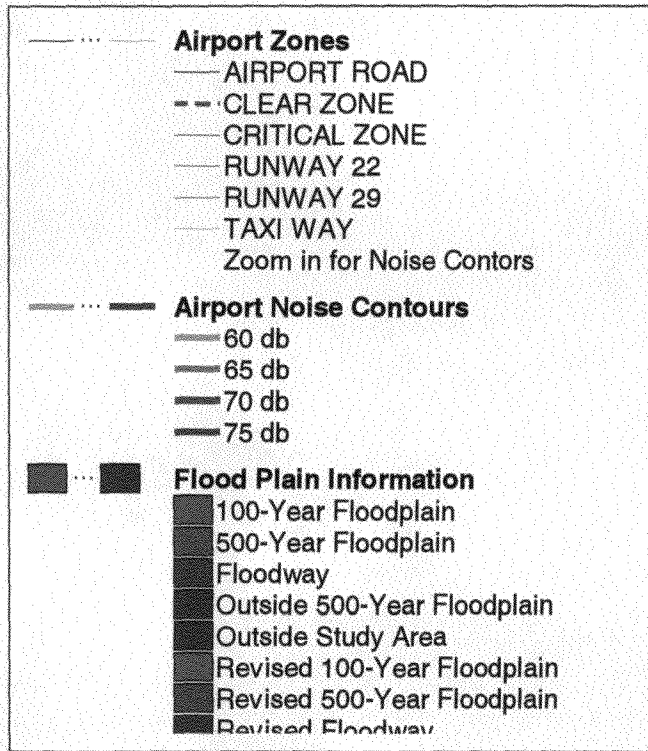 Airport Zones
AIRPORT ROAD
CLEAR ZONE
CRITICAL ZONE
RUNWAY 22
RUNWAY 29
TAXI WAY
Zoom in for Noise Contors
Airport Noise Contours
60 db
65 db
70 db
75 db
Flood Plain Information
100-Year Floodplain
500-Year Floodplain
Floodway
Outside 500-Year Floodplain
Outside Study Area
Revised 100-Year Floodplain
Revised 500-Year Floodplain
Revised Floodway